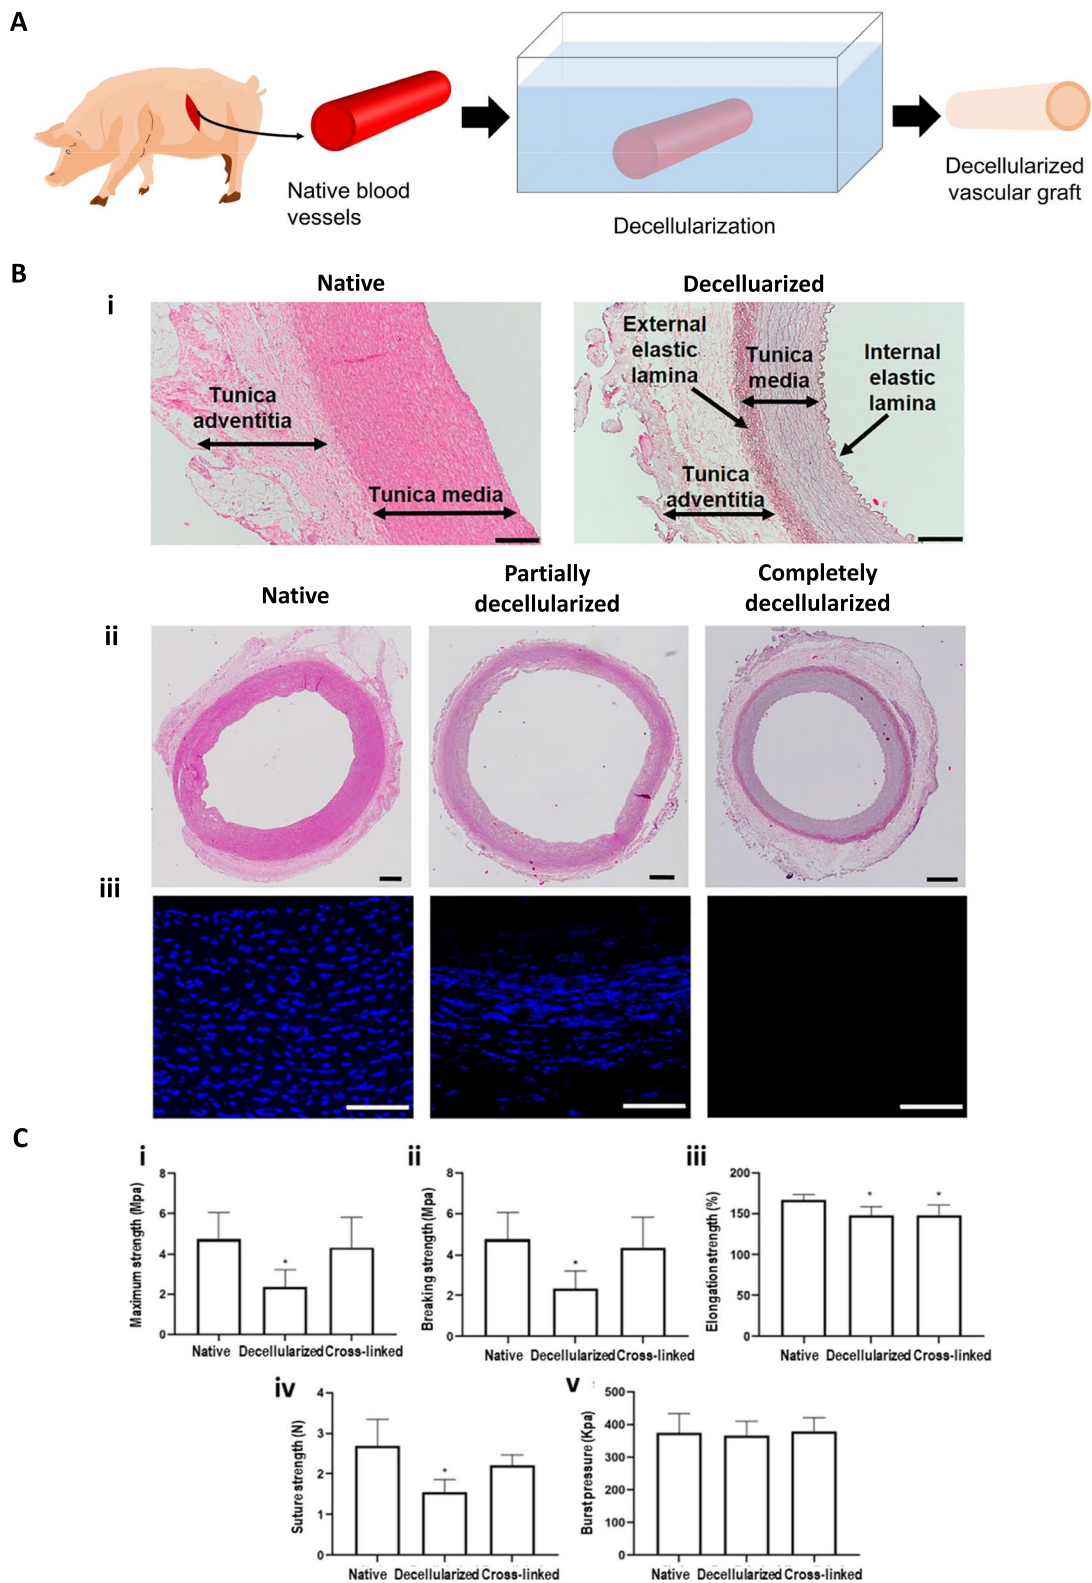 A
Native blood
vessels
Decellularization
Decellularized
vascular graft
B
Native
Decelluarized
i
Tunica
adventitia
Tunica media
External
elastic
lamina
Tunica
media
Internal
elastic
lamina
Tunica
adventitia
Native
Partially
decellularized
Completely
decellularized
ii
iii
C
i
Maximum strength (Mpa)
8
6
4
2
0
Native Decellularized Cross-linked
ii
Breaking strength (Mpa)
8
6
4
2
0
*
Native Decellularized Cross-linked
iii
Elongation strength (%)
200
150
100
50
0
* *
Native Decellularized Cross-linked
*
iv
Suture strength (N)
4
3
2
1
0
*
Native Decellularized Cross-linked
v
Burst pressure (Kpa)
500
400
300
200
100
0
Native Decellularized Cross-linked